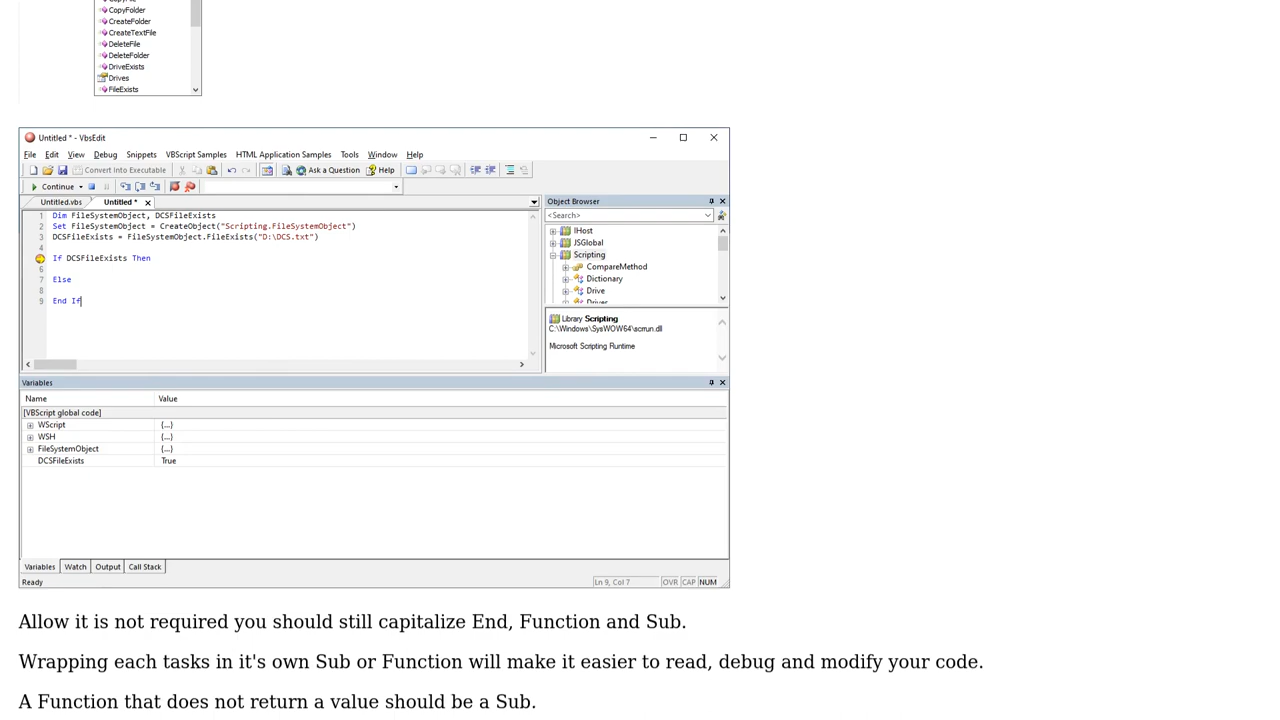 CopyFolder
CreateFolder
CreateTextFile
DeleteFile
DeleteFolder
DriveExists
Drives
FileExists
Untitled * - VbsEdit
File Edit View Debug Snippets VBScript Samples HTML Application Samples Tools Window Help
Convert Into Executable Ask a Question Help
Continue
Untitled.vbs Untitled *
Object Browser
<Search>
1 Dim FileSystemObject, DCSFileExists
2 Set FileSystemObject = CreateObject("Scripting.FileSystemObject")
3 DCSFileExists = FileSystemObject.FileExists("D:\DCS.txt")
4
If DCSFileExists Then
6
7 Else
8
9 End If
IHost
JSGlobal
Scripting
CompareMethod
Dictionary
Drive
Drives
Library Scripting
C:\Windows\SysWOW64\scrrun.dll
Microsoft Scripting Runtime
Variables
Name Value
[VBScript global code]
WScript {...}
WSH {...}
FileSystemObject {...}
DCSFileExists True
Variables Watch Output Call Stack
Ready Ln 9, Col 7 OVR CAP NUM
Allow it is not required you should still capitalize End, Function and Sub.
Wrapping each tasks in it's own Sub or Function will make it easier to read, debug and modify your code.
A Function that does not return a value should be a Sub.